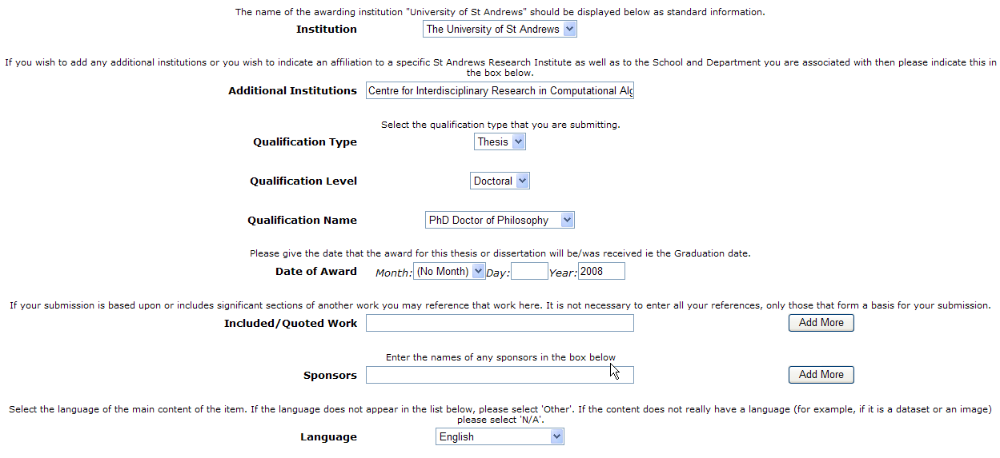 The name of the awarding institution "University of St Andrews" should be displayed below as standard information.
Institution The University of St Andrews
If you wish to add any additional institutions or you wish to indicate an affiliation to a specific St Andrews Research Institute as well as to the School and Department you are associated with then please indicate this in
the box below.
Additional Institutions Centre for Interdisciplinary Research in Computational Alg
Select the qualification type that you are submitting.
Qualification Type Thesis
Qualification Level Doctoral
Qualification Name PhD Doctor of Philosophy
Please give the date that the award for this thesis or dissertation will be/was received ie the Graduation date.
Date of Award Month: (No Month) Day: Year: 2008
If your submission is based upon or includes significant sections of another work you may reference that work here. It is not necessary to enter all your references, only those that form a basis for your submission.
Included/Quoted Work Add More
Enter the names of any sponsors in the box below
Sponsors Add More
Select the language of the main content of the item. If the language does not appear in the list below, please select 'Other'. If the content does not really have a language (for example, if it is a dataset or an image)
please select 'N/A'.
Language English